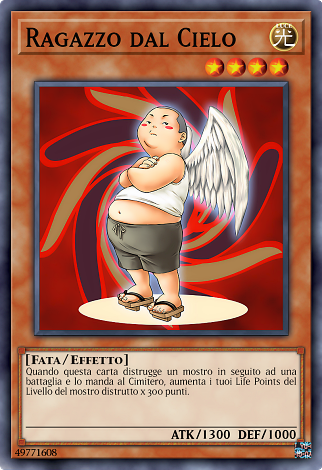 Ragazzo dal Cielo
光
[Fata/Effetto]
Quando questa carta distrugge un mostro in seguito ad una
battaglia e lo manda al Cimitero, aumenta i tuoi Life Points del
Livello del mostro distrutto x 300 punti.
ATK/1300 DEF/1000
49771608